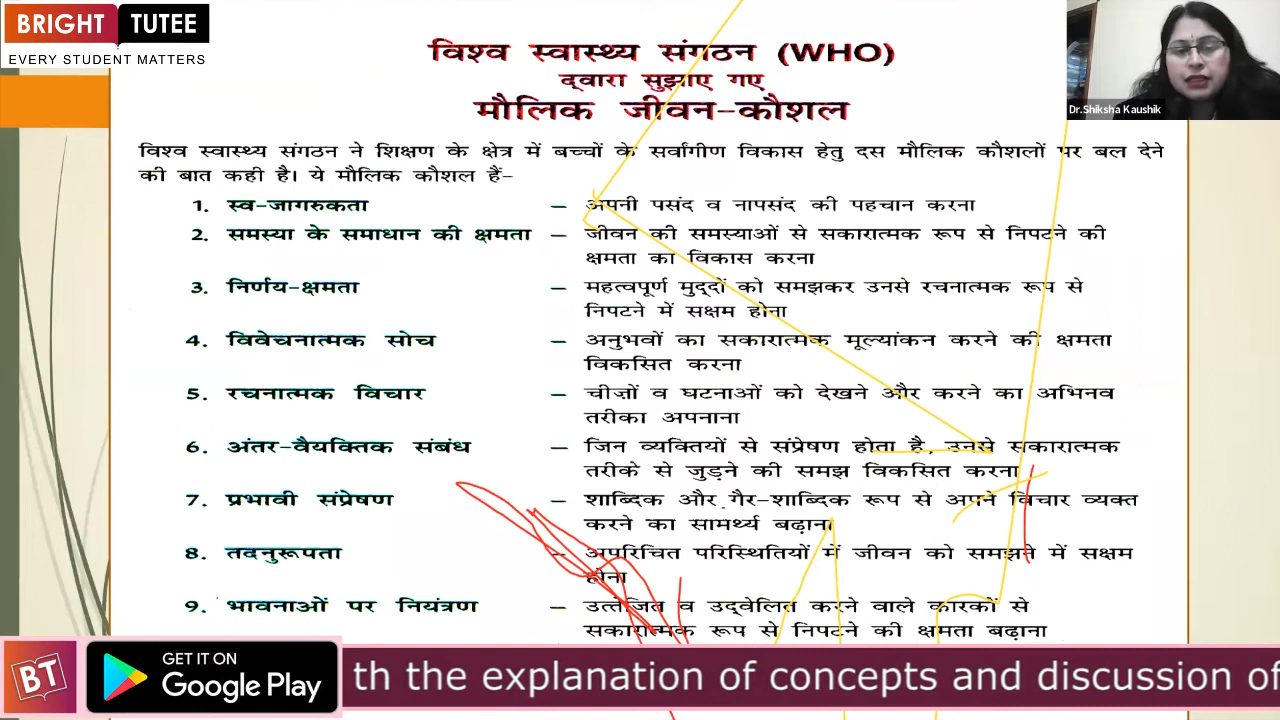 BRIGHT TUTEE
EVERY STUDENT MATTERS
Dr.Shiksha Kaushik
विश्व स्वास्थ्य संगठन (WHO)
द्वारा सुझाए गए
मौलिक जीवन-कौशल
विश्व स्वास्थ्य संगठन ने शिक्षण के क्षेत्र में बच्चों के सर्वांगीण विकास हेतु दस मौलिक कौशलों पर बल देने
की बात कही है। ये मौलिक कौशल हैं-
1. स्व-जागरुकता – अपनी पसंद व नापसंद की पहचान करना
2. समस्या के समाधान की क्षमता – जीवन की समस्याओं से सकारात्मक रूप से निपटने की
क्षमता का विकास करना
3. निर्णय-क्षमता – महत्वपूर्ण मुद्दों को समझकर उनसे रचनात्मक रूप से
निपटने में सक्षम होना
4. विवेचनात्मक सोच – अनुभवों का सकारात्मक मूल्यांकन करने की क्षमता
विकसित करना
5. रचनात्मक विचार – चीज़ों व घटनाओं को देखने और करने का अभिनव
तरीका अपनाना
6. अंतर-वैयक्तिक संबंध – जिन व्यक्तियों से संप्रेषण होता है, उनसे सकारात्मक
तरीके से जुड़ने की समझ विकसित करना
7. प्रभावी संप्रेषण – शाब्दिक और गैर-शाब्दिक रूप से अपने विचार व्यक्त
करने का सामर्थ्य बढ़ाना
8. तदनुरूपता – अपरिचित परिस्थितियों में जीवन को समझने में सक्षम
होना
9. भावनाओं पर नियंत्रण – उत्तेजित व उद्वेलित करने वाले कारकों से
सकारात्मक रूप से निपटने की क्षमता बढ़ाना
BT
GET IT ON
Google Play
th the explanation of concepts and discussion of